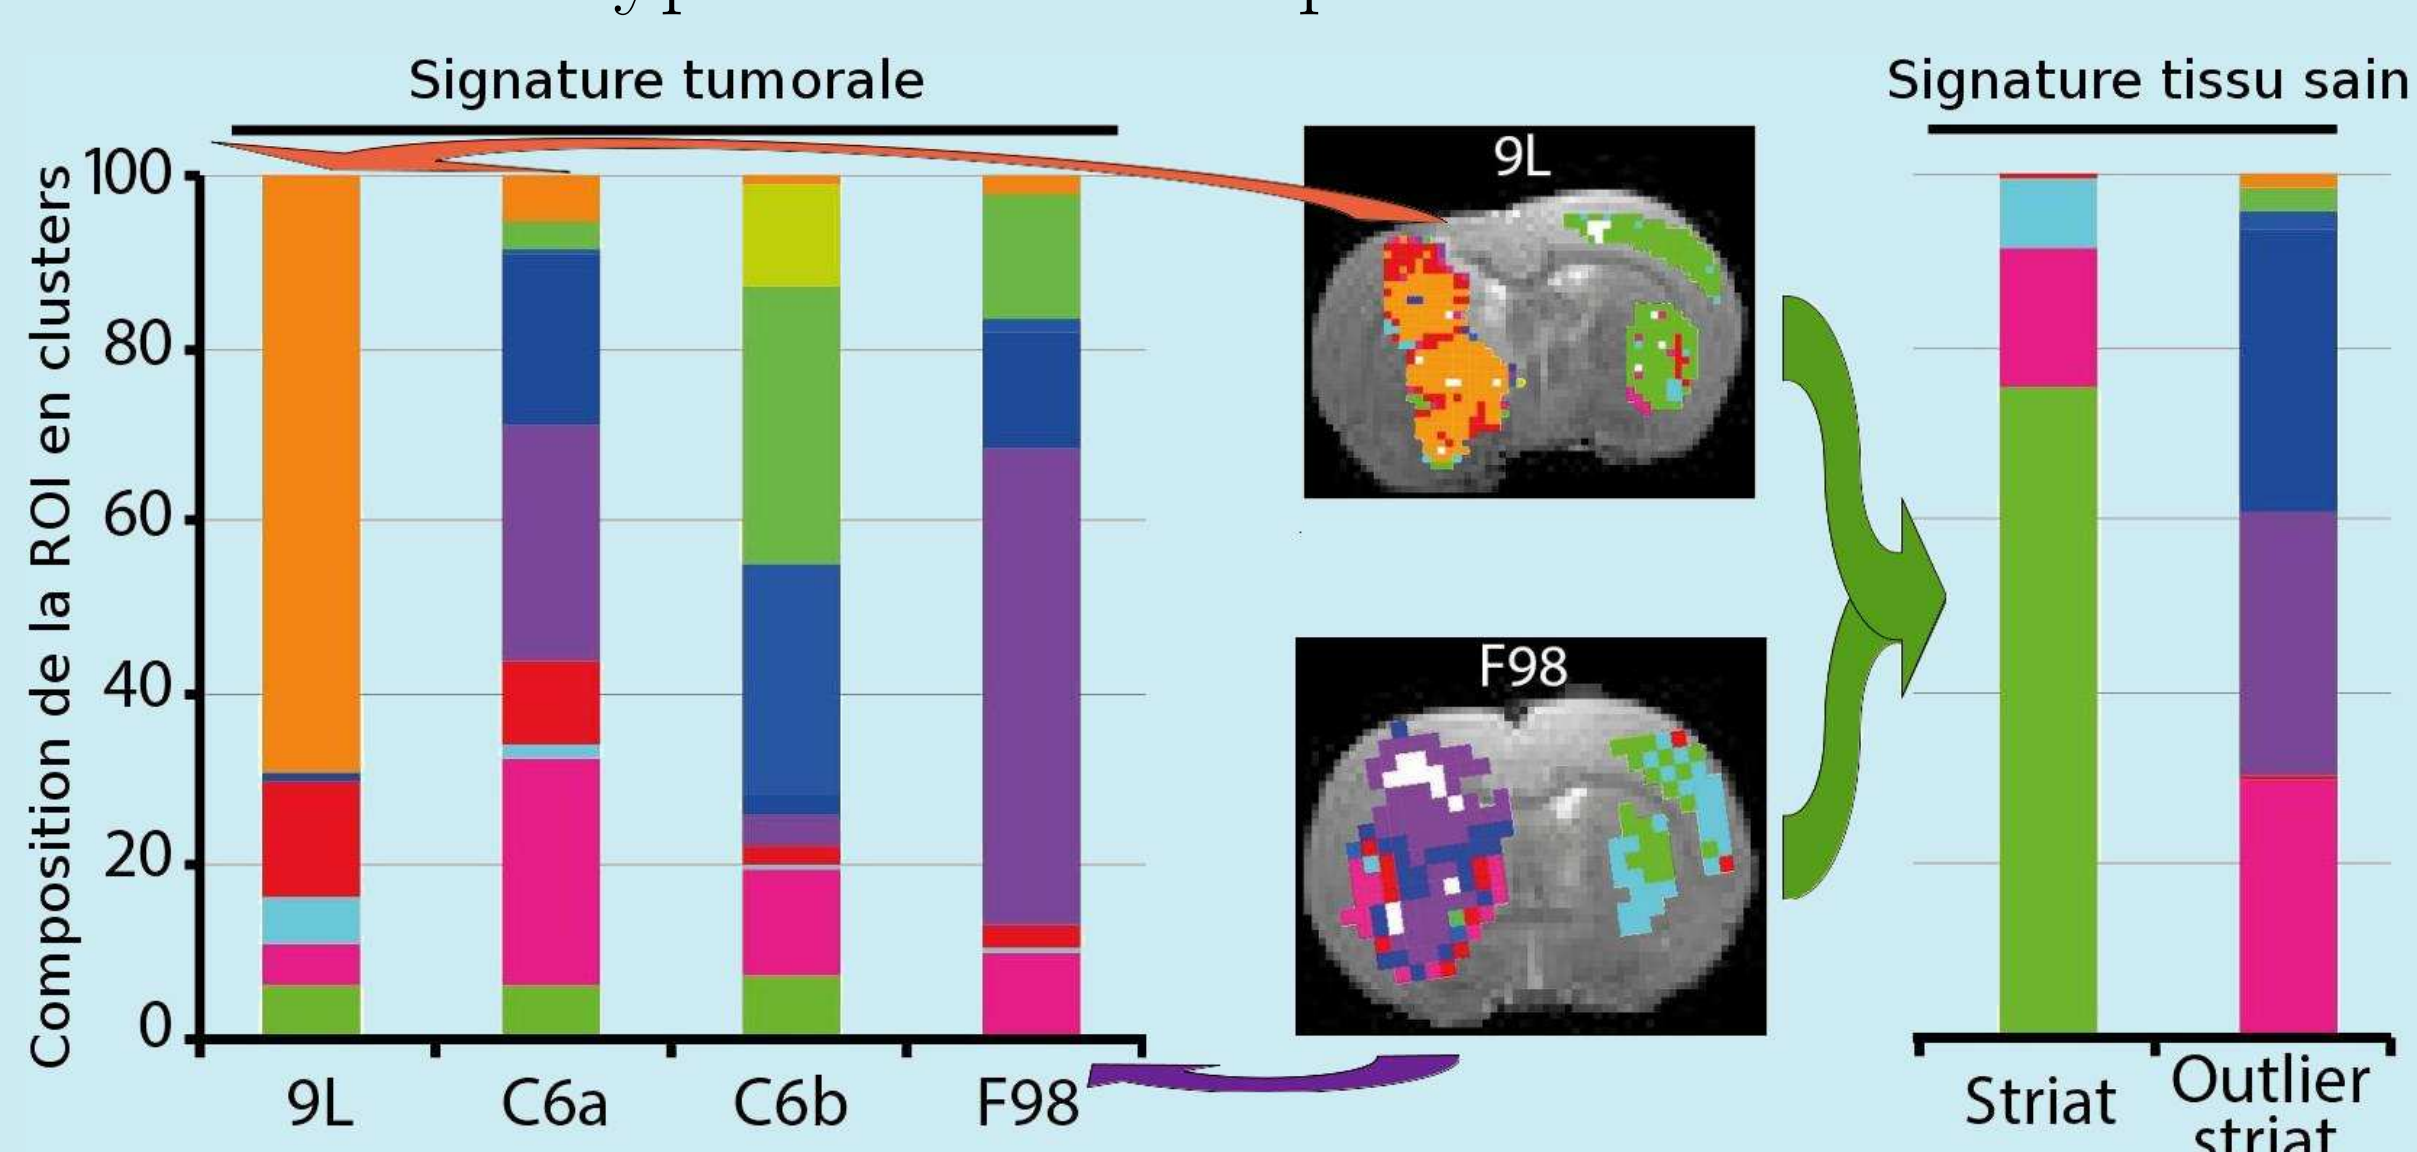 Signature tumorale
Signature tissu sain
Composition de la ROI en clusters
100
80
60
40
20
0
9L
C6a
C6b
F98
9L
F98
Striat
Outlier
striat